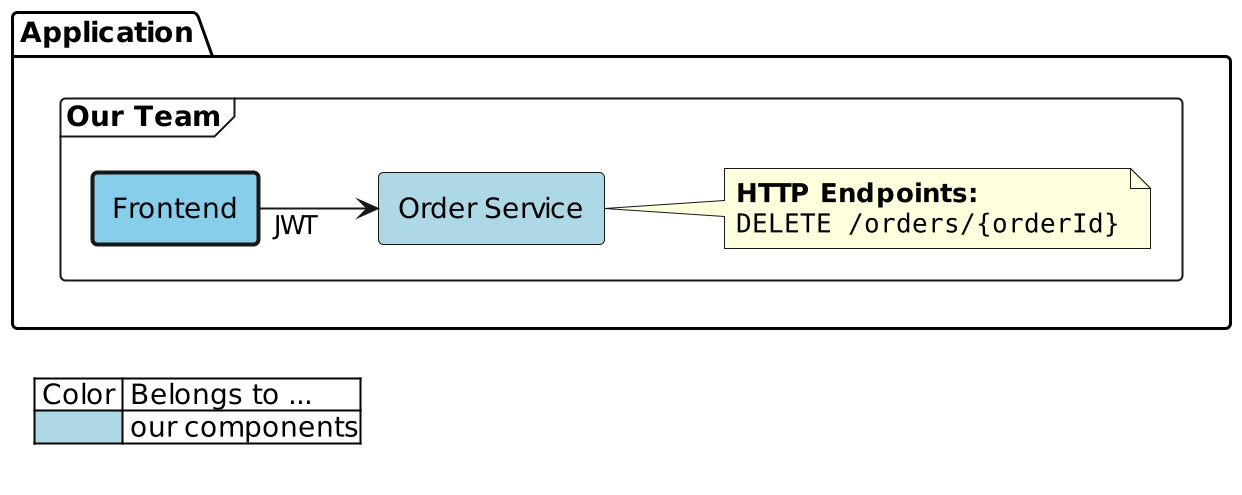 Application
Our Team
Frontend
JWT
Order Service
HTTP Endpoints:
DELETE /orders/{orderId}
Color Belongs to ...
our components